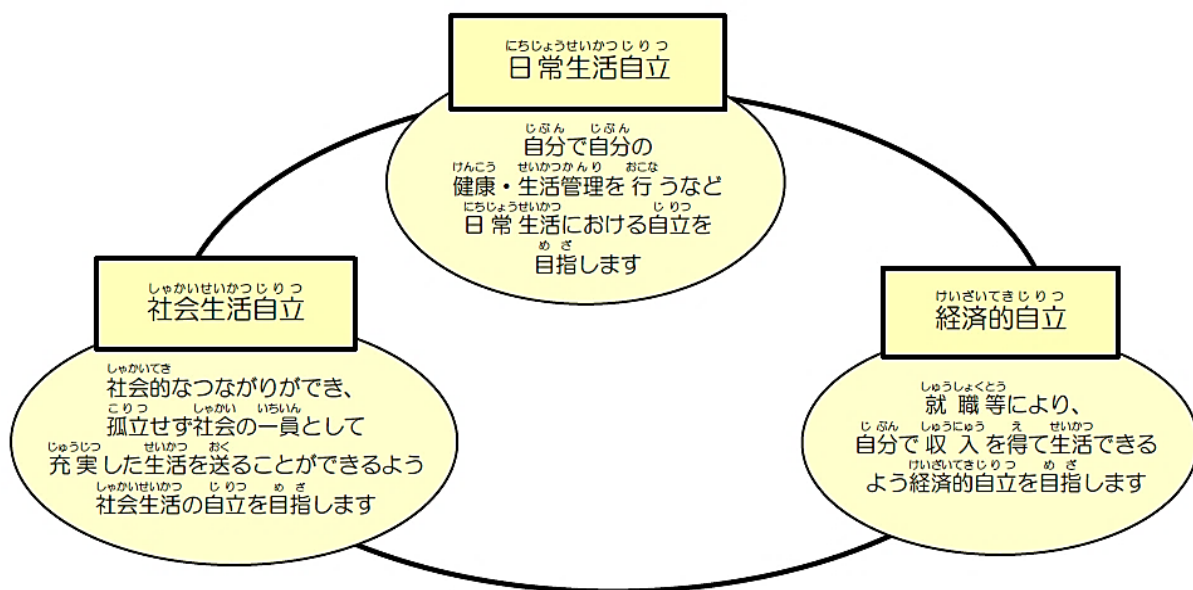 にちじょうせいかつじりつ
日常生活自立
じぶん じぶん
自分で自分の
けんこう せいかつかんり おこな
健康・生活管理を行うなど
にちじょうせいかつ じりつ
日常生活における自立を
めざ
目指します
しゃかいせいかつじりつ
社会生活自立
しゃかいてき
社会的なつながりができ、
こりつ しゃかい いちいん
孤立せず社会の一員として
じゅうじつ せいかつ おく
充実した生活を送ることができるよう
しゃかいせいかつ じりつ めざ
社会生活の自立を目指します
けいざいてきじりつ
経済的自立
しゅうしょくとう
就職等により、
じぶん しゅうにゅう え せいかつ
自分で収入を得て生活できる
けいざいてきじりつ めざ
よう経済的自立を目指します